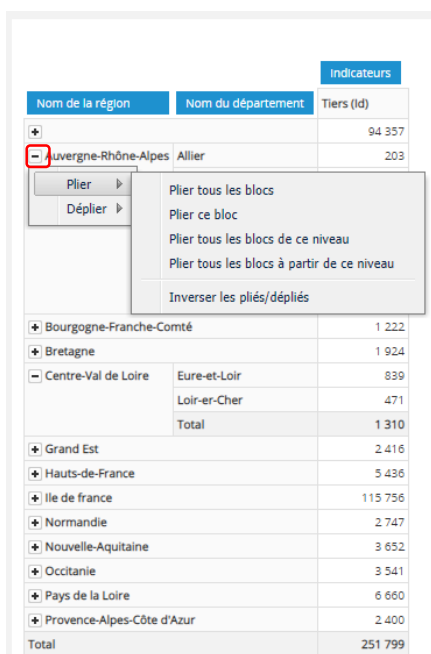 Indicateurs
Nom de la région Nom du département Tiers (Id)
94 357
Auvergne-Rhône-Alpes Allier 203
Plier
Déplier
Plier tous les blocs
Plier ce bloc
Plier tous les blocs de ce niveau
Plier tous les blocs à partir de ce niveau
Inverser les pliés/dépliés
Bourgogne-Franche-Comté 1 222
Bretagne 1 924
Centre-Val de Loire Eure-et-Loir 839
Loir-er-Cher 471
Total 1 310
Grand Est 2 416
Hauts-de-France 5 436
Ile de france 115 756
Normandie 2 747
Nouvelle-Aquitaine 3 652
Occitanie 3 541
Pays de la Loire 6 660
Provence-Alpes-Côte d'Azur 2 400
Total 251 799